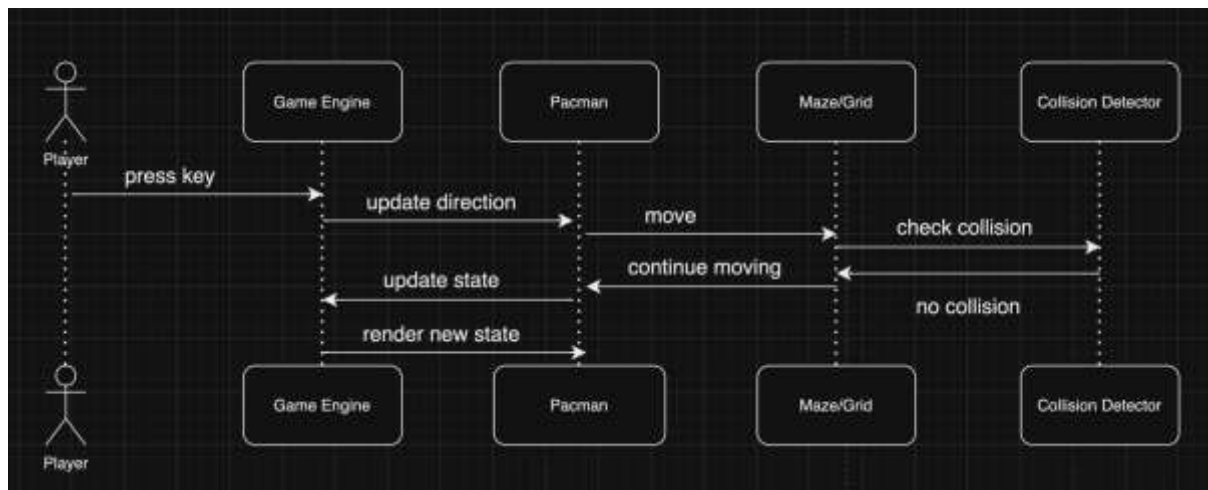 Game Engine
Pacman
Maze/Grid
Collision Detector
Player
press key
update direction
move
check collision
continue moving
update state
no collision
render new state
Game Engine
Pacman
Maze/Grid
Collision Detector
Player